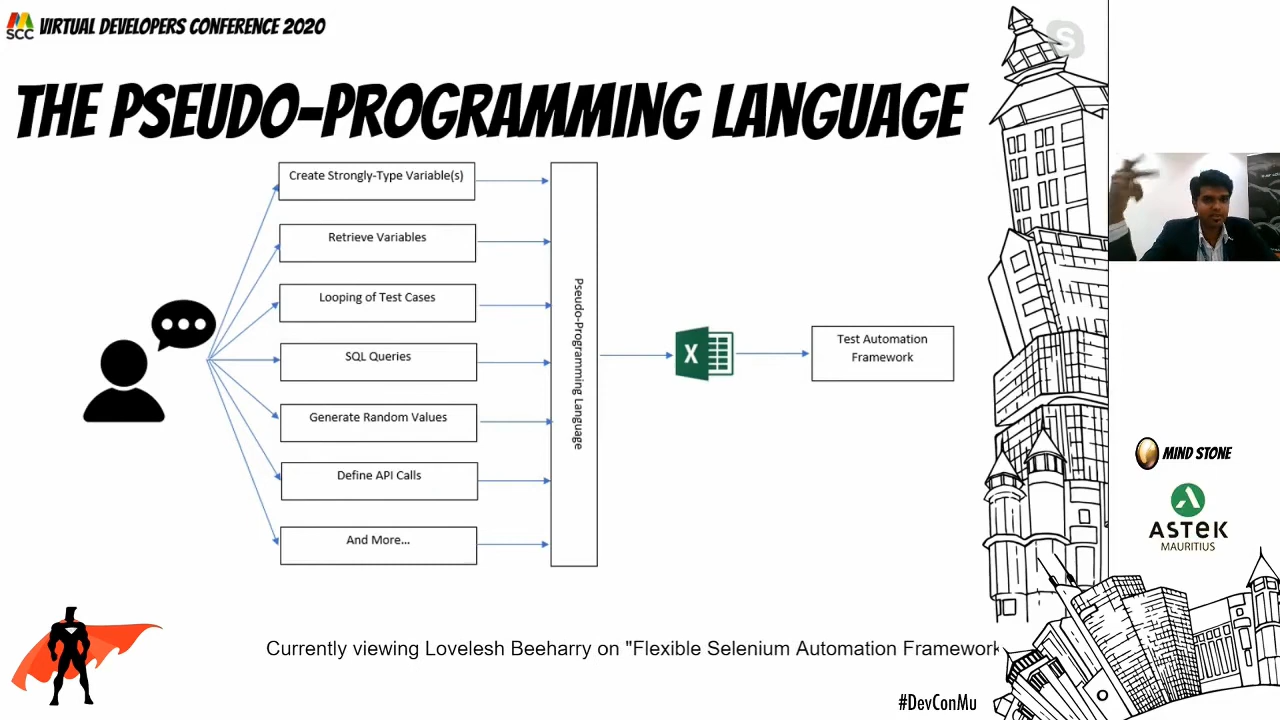 MSCC VIRTUAL DEVELOPERS CONFERENCE 2020
THE PSEUDO-PROGRAMMING LANGUAGE
Create Strongly-Type Variable(s)
Retrieve Variables
Looping of Test Cases
SQL Queries
Generate Random Values
Define API Calls
And More...
Pseudo-Programming Language
X
Test Automation
Framework
S
MIND STONE
ASTEK
MAURITIUS
Currently viewing Lovelesh Beeharry on "Flexible Selenium Automation Framework
#DevConMu